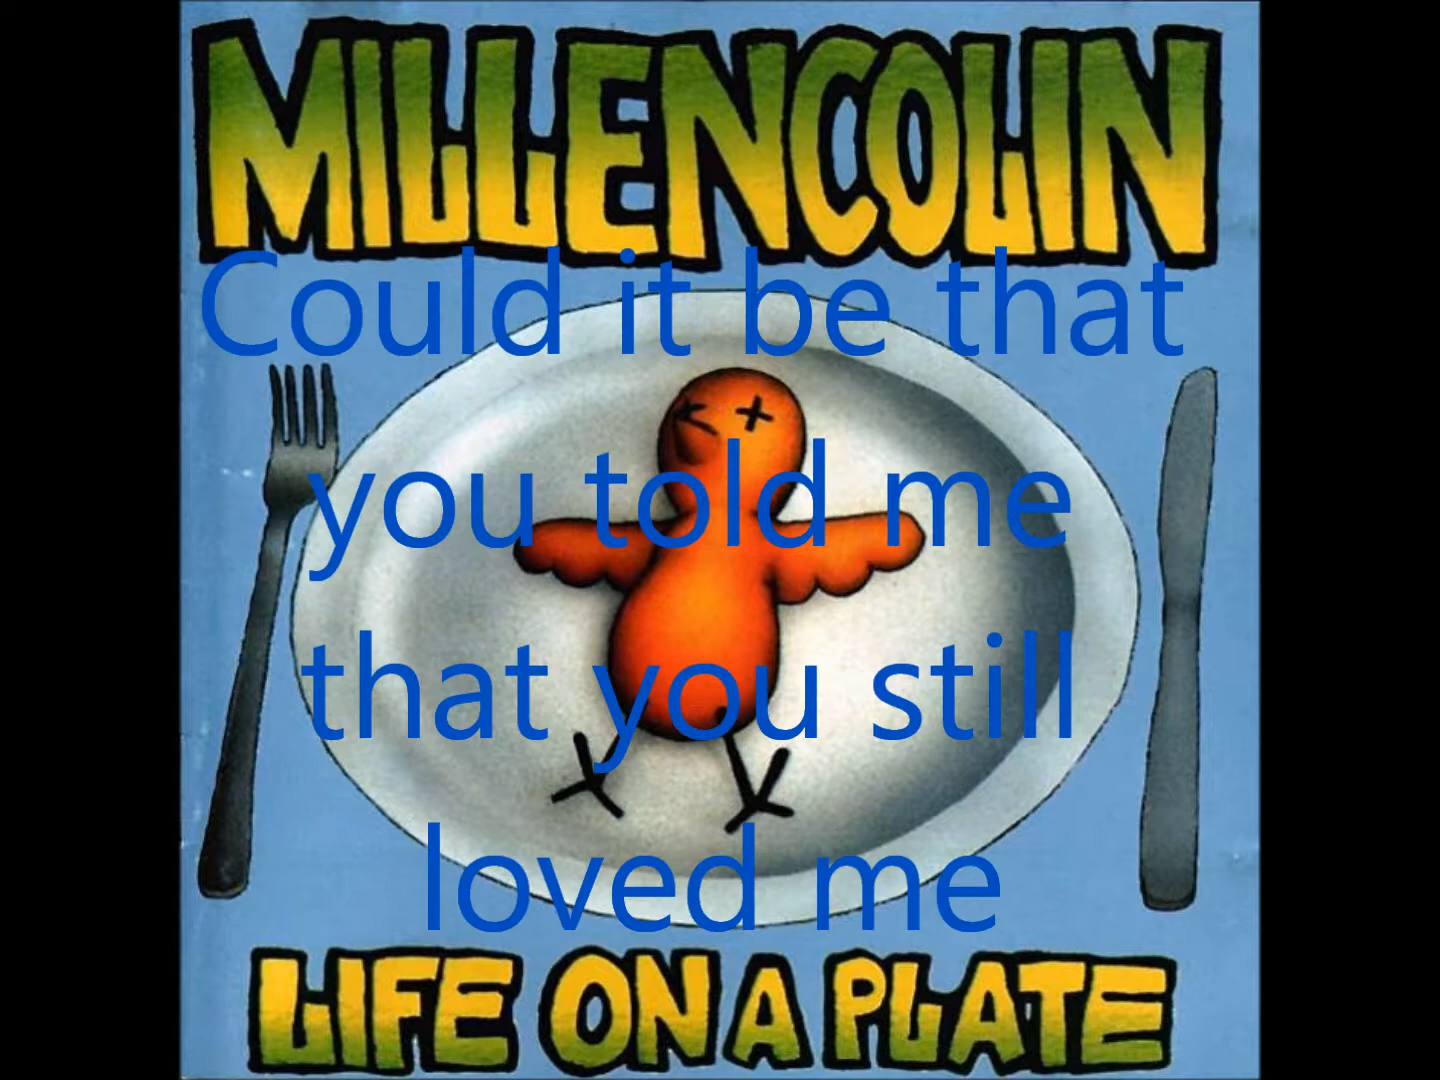 MILLENCOLIN
Could it be that
you told me
that you still
loved me
LIFE ON A PLATE